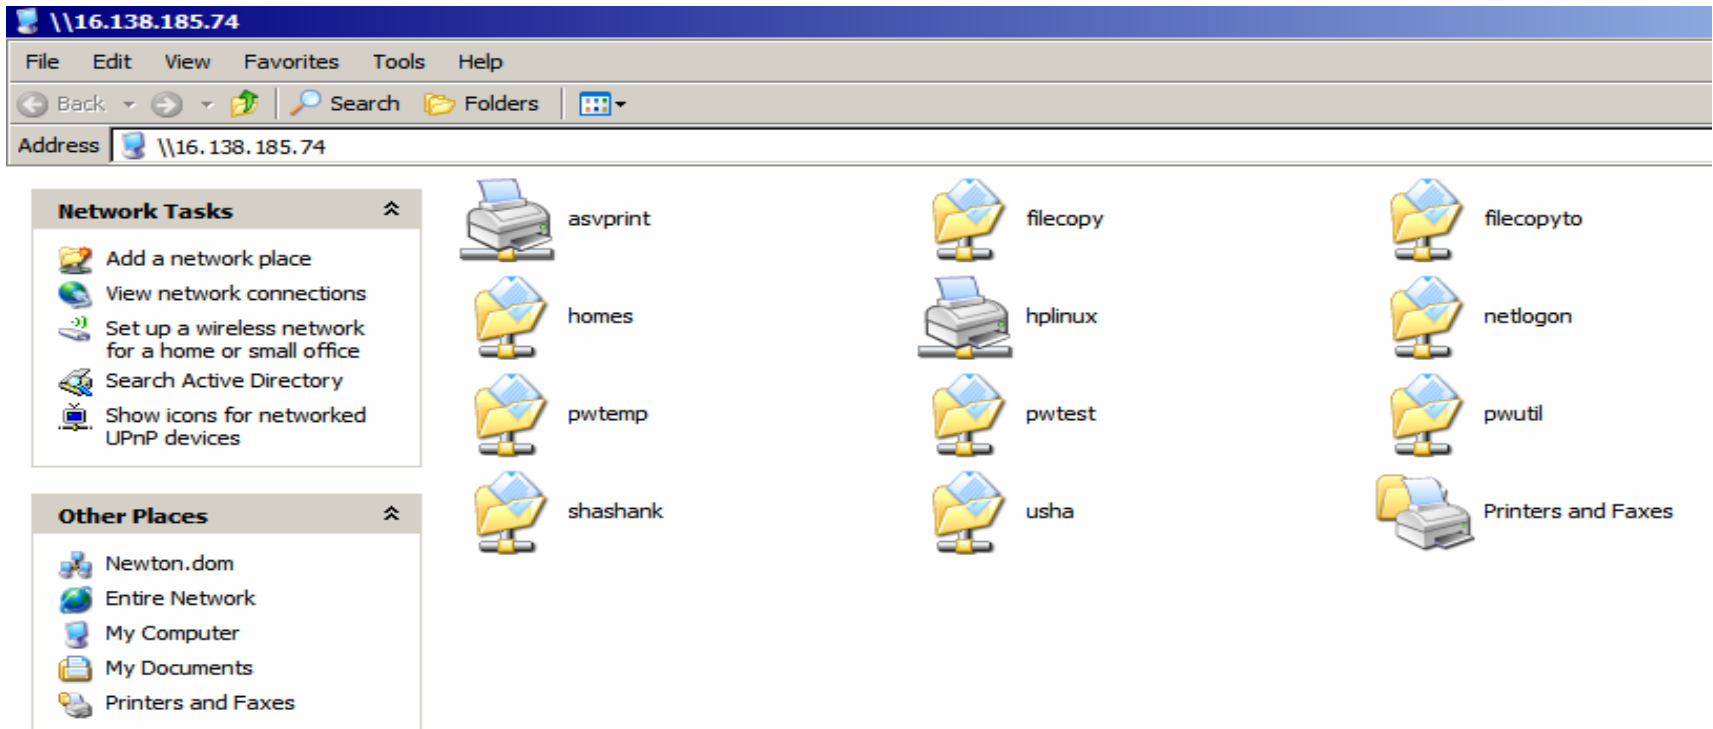 \\16.138.185.74
File Edit View Favorites Tools Help
Back Search Folders
Address \\16.138.185.74
Network Tasks
Add a network place
View network connections
Set up a wireless network
for a home or small office
Search Active Directory
Show icons for networked
UPnP devices
Other Places
Newton.dom
Entire Network
My Computer
My Documents
Printers and Faxes
asvprint filecopy filecopyto
homes hplinux netlogon
pwtemp pwtest pwutil
shashank usha Printers and Faxes